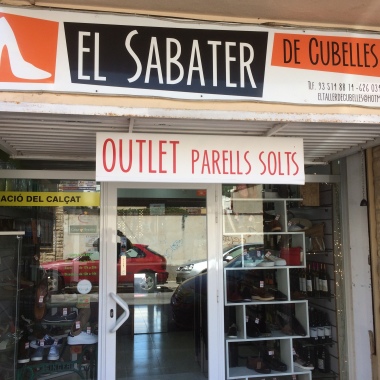 EL SABATER DE CUBELLES
OUTLET PARELLS SOLTS
ACIÓ DEL CALÇAT